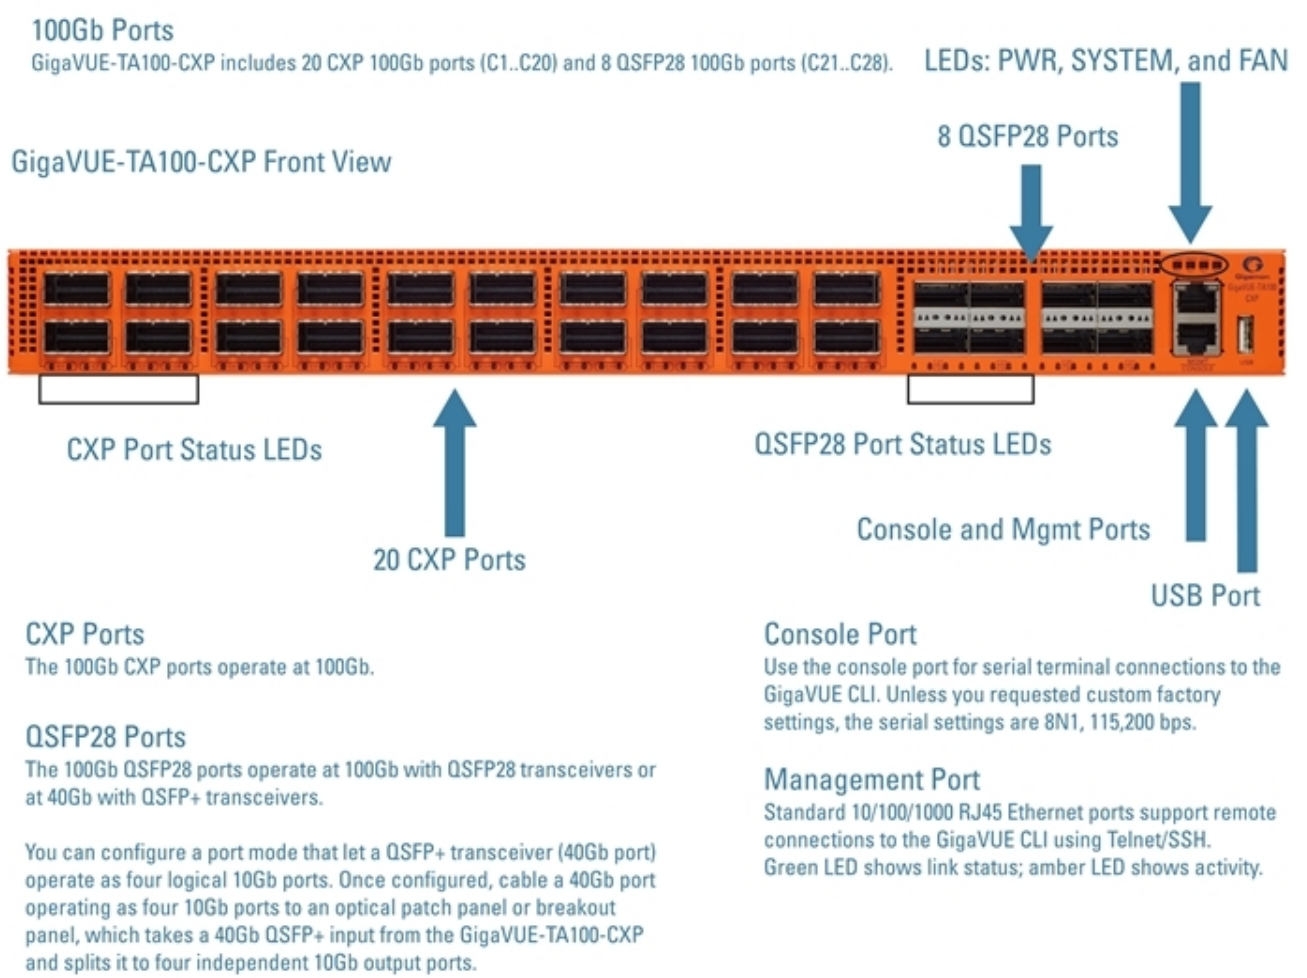 100Gb Ports
GigaVUE-TA100-CXP includes 20 CXP 100Gb ports (C1..C20) and 8 QSFP28 100Gb ports (C21..C28).
LEDs: PWR, SYSTEM, and FAN
8 QSFP28 Ports
GigaVUE-TA100-CXP Front View
GigaVUE-TA100
CXP
USB
CONSOLE
CXP Port Status LEDs
QSFP28 Port Status LEDs
Console and Mgmt Ports
20 CXP Ports
USB Port
CXP Ports
The 100Gb CXP ports operate at 100Gb.
QSFP28 Ports
The 100Gb QSFP28 ports operate at 100Gb with QSFP28 transceivers or
at 40Gb with QSFP+ transceivers.
You can configure a port mode that let a QSFP+ transceiver (40Gb port)
operate as four logical 10Gb ports. Once configured, cable a 40Gb port
operating as four 10Gb ports to an optical patch panel or breakout
panel, which takes a 40Gb QSFP+ input from the GigaVUE-TA100-CXP
and splits it to four independent 10Gb output ports.
Console Port
Use the console port for serial terminal connections to the
GigaVUE CLI. Unless you requested custom factory
settings, the serial settings are 8N1, 115,200 bps.
Management Port
Standard 10/100/1000 RJ45 Ethernet ports support remote
connections to the GigaVUE CLI using Telnet/SSH.
Green LED shows link status; amber LED shows activity.